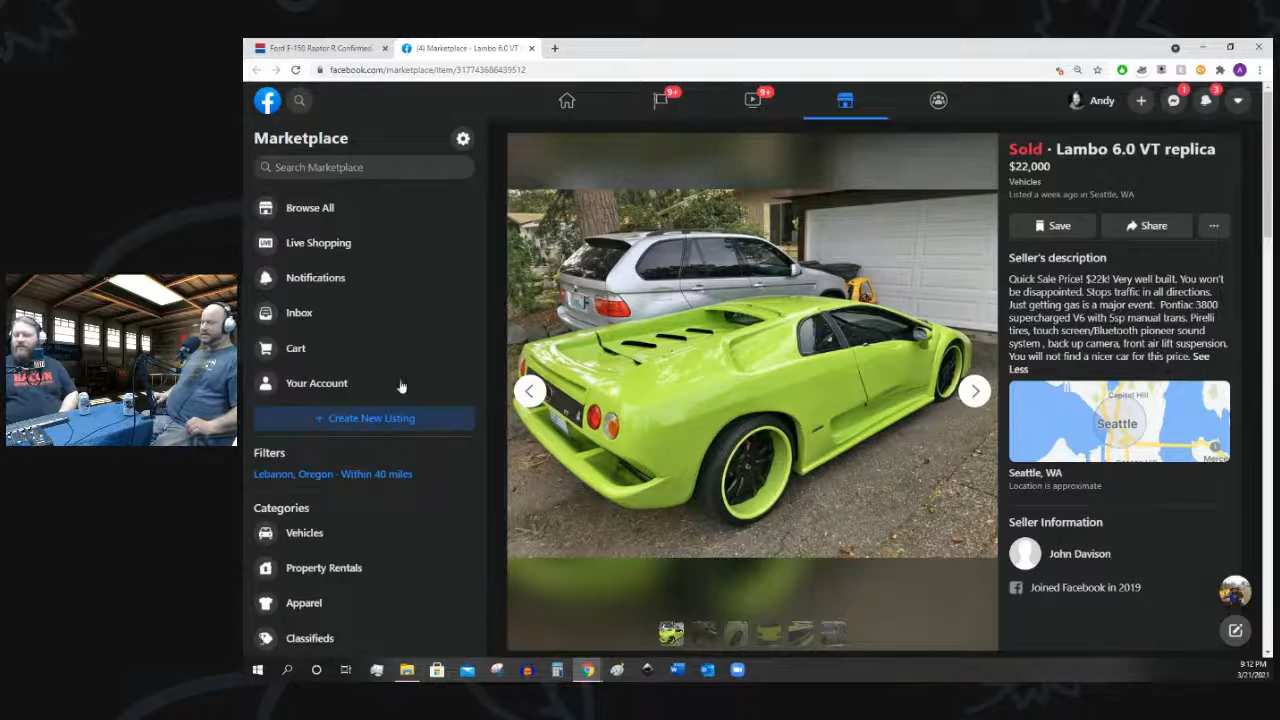 Ford F-150 Raptor R Confirmed
(4) Marketplace - Lambo 6.0 VT
facebook.com/marketplace/item/317743686439512
9+
9+
Andy
1
3
Marketplace
Search Marketplace
Browse All
Live Shopping
Notifications
Inbox
Cart
Your Account
+ Create New Listing
Filters
Lebanon, Oregon · Within 40 miles
Categories
Vehicles
Property Rentals
Apparel
Classifieds
Sold · Lambo 6.0 VT replica
$22,000
Vehicles
Listed a week ago in Seattle, WA
Save
Share
Seller's description
Quick Sale Price! $22k! Very well built. You won't
be disappointed. Stops traffic in all directions.
Just getting gas is a major event. Pontiac 3800
supercharged V6 with 5sp manual trans. Pirelli
tires, touch screen/Bluetooth pioneer sound
system , back up camera, front air lift suspension.
You will not find a nicer car for this price. See
Less
Capitol Hill
Seattle
Seattle, WA
Location is approximate
Seller Information
John Davison
Joined Facebook in 2019
BACON
9:12 PM
3/21/2021